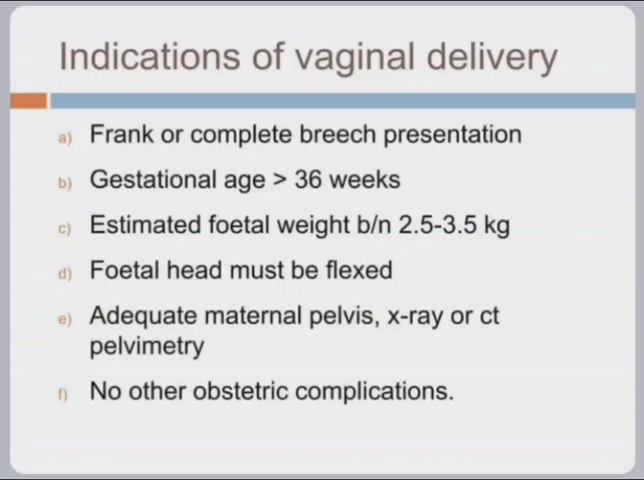 Indications of vaginal delivery
a) Frank or complete breech presentation
b) Gestational age > 36 weeks
c) Estimated foetal weight b/n 2.5-3.5 kg
d) Foetal head must be flexed
e) Adequate maternal pelvis, x-ray or ct
pelvimetry
f) No other obstetric complications.